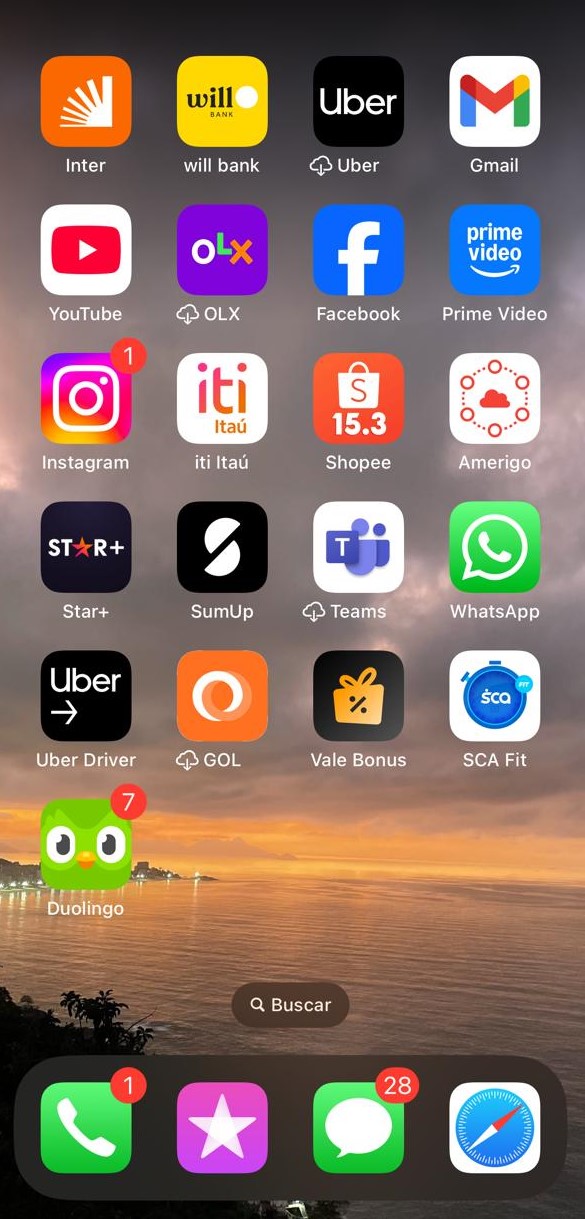 will
BANK
Uber
Inter
will bank
Uber
Gmail
OLX
prime
video
YouTube
OLX
Facebook
Prime Video
1
iti
Itaú
S
15.3
Instagram
iti Itaú
Shopee
Amerigo
ST★R+
T
Star+
SumUp
Teams
WhatsApp
Uber
%
sca
FIT
Uber Driver
GOL
Vale Bonus
SCA Fit
7
Duolingo
Buscar
1
28